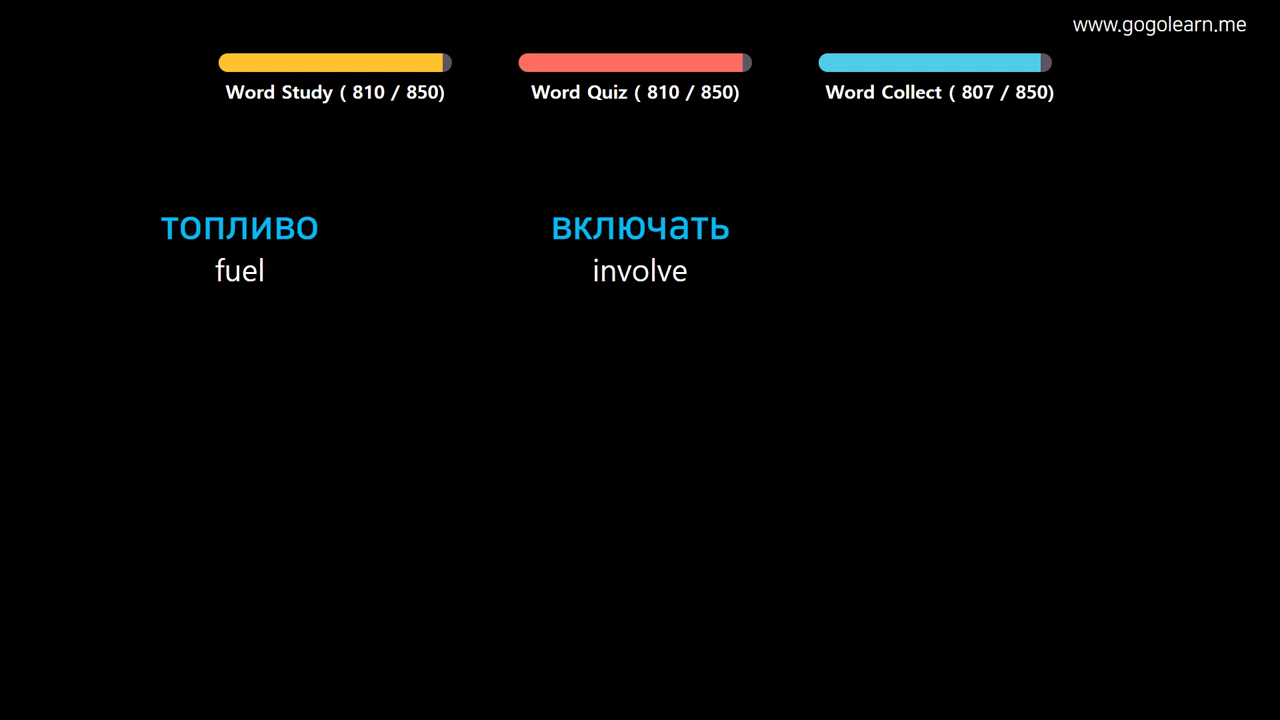 www.gogolearn.me
Word Study ( 810 / 850)
Word Quiz ( 810 / 850)
Word Collect ( 807 / 850)
топливо
fuel
включать
involve